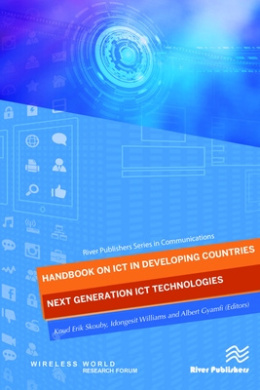 River Publishers Series in Communications
HANDBOOK ON ICT IN DEVELOPING COUNTRIES
NEXT GENERATION ICT TECHNOLOGIES
Knud Erik Skouby, Idongesit Williams and Albert Gyamfi (Editors)
WIRELESS WORLD
RESEARCH FORUM
River Publishers